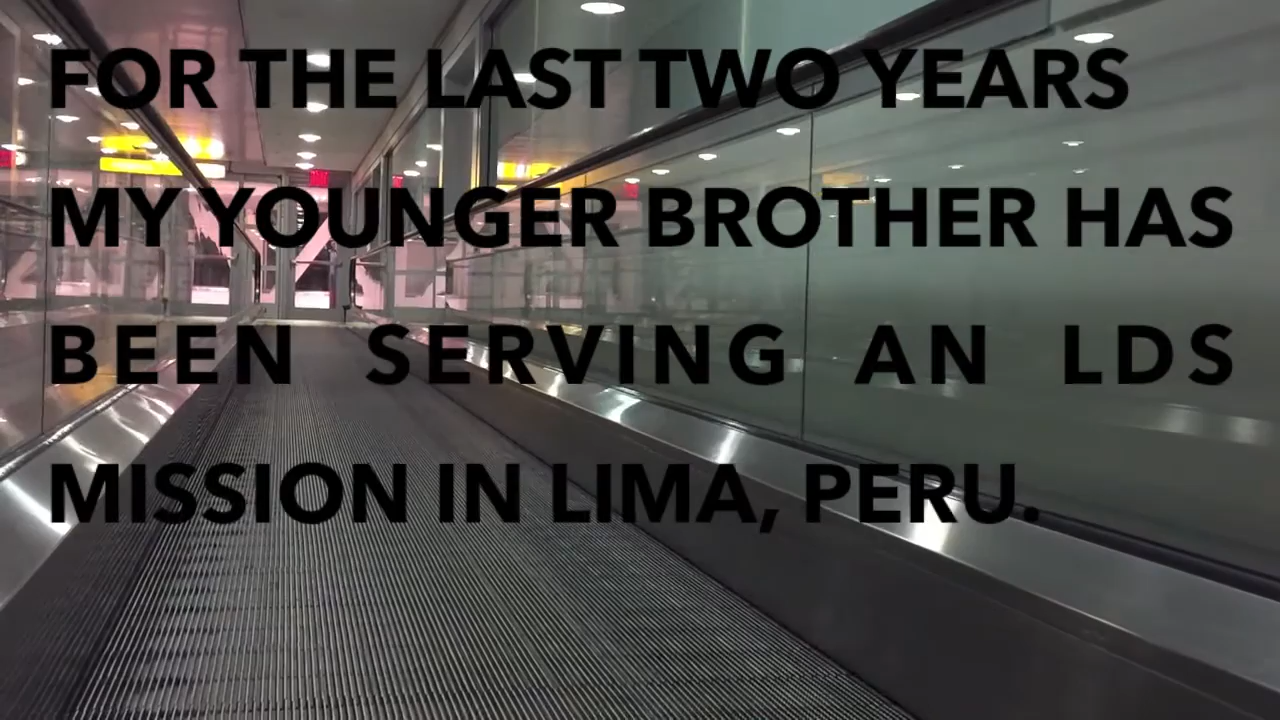 FOR THE LAST TWO YEARS
MY YOUNGER BROTHER HAS
BEEN SERVING AN LDS
MISSION IN LIMA, PERU.